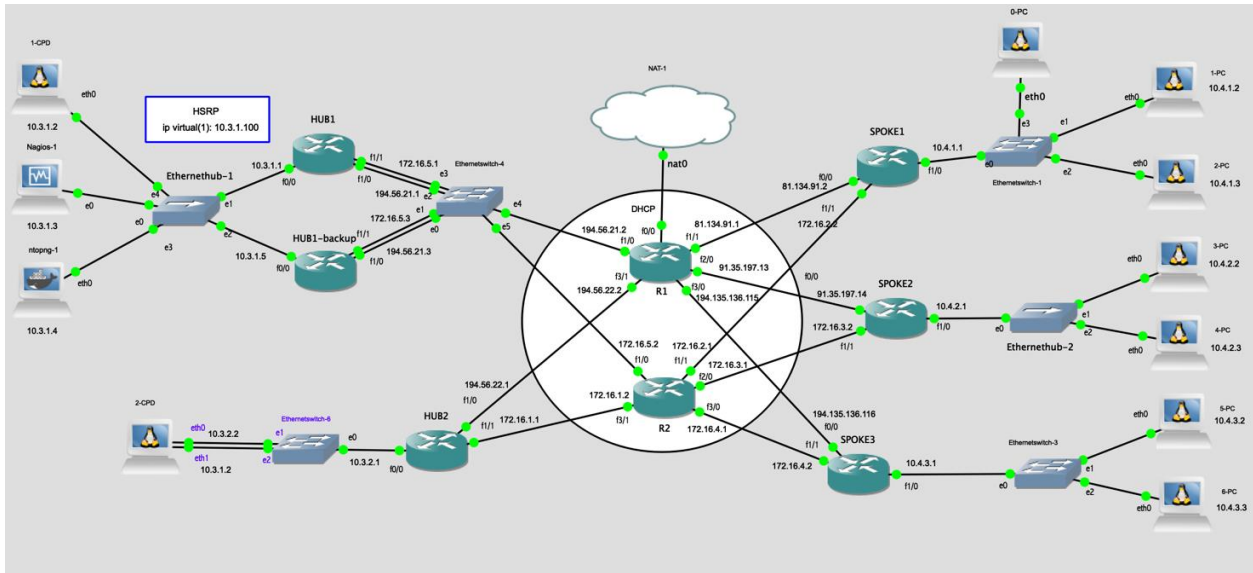 0-PC
1-CPD
NAT-1
eth0
HSRP
ip virtual(1): 10.3.1.100
10.3.1.2
Nagios-1
e0
10.3.1.3
ntopng-1
eth0
10.3.1.4
Ethernethub-1
e4
e0
e3
e1
e2
HUB1
10.3.1.1
f0/0
f1/1
f1/0
172.16.5.1
194.56.21.1
172.16.5.3
194.56.21.3
HUB1-backup
10.3.1.5
f0/0
f1/1
f1/0
Ethernetswitch-4
e3
e2
e1
e0
e4
e5
nat0
DHCP
f0/0
194.56.21.2
f1/0
f1/1
81.134.91.1
f2/0
91.35.197.13
f3/0
194.135.136.115
f3/1
194.56.22.2
R1
172.16.5.2
f1/0
172.16.2.1
f1/1
f2/0
172.16.3.1
172.16.1.2
f3/1
f3/0
172.16.4.1
R2
2-CPD
eth0
10.3.2.2
eth1
10.3.1.2
Ethernetswitch-6
e1
e2
e0
10.3.2.1
f0/0
HUB2
194.56.22.1
f1/0
f1/1
172.16.1.1
SPOKE1
f0/0
81.134.91.2
f1/1
172.16.2.2
10.4.1.1
f1/0
eth0
e3
e0
e1
e2
Ethernetswitch-1
1-PC
eth0
10.4.1.2
2-PC
eth0
10.4.1.3
SPOKE2
f0/0
91.35.197.14
172.16.3.2
f1/1
10.4.2.1
f1/0
e0
e1
e2
Ethernethub-2
3-PC
eth0
10.4.2.2
4-PC
eth0
10.4.2.3
SPOKE3
194.135.136.116
f0/0
f1/1
172.16.4.2
10.4.3.1
f1/0
Ethernetswitch-3
e0
e1
e2
5-PC
eth0
10.4.3.2
6-PC
eth0
10.4.3.3